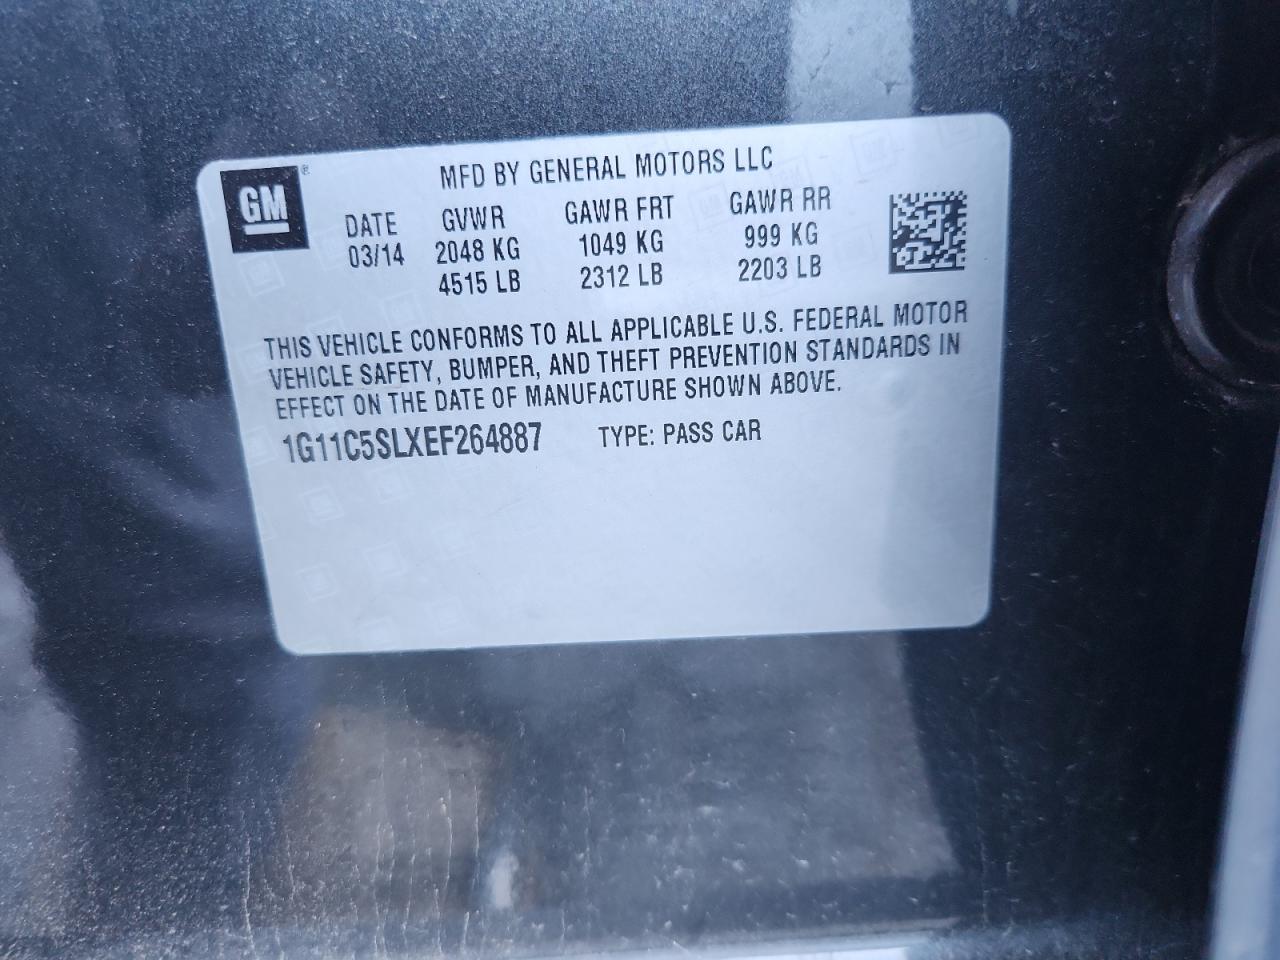 GM®
MFD BY GENERAL MOTORS LLC
DATE GVWR GAWR FRT GAWR RR
03/14 2048 KG 1049 KG 999 KG
4515 LB 2312 LB 2203 LB
THIS VEHICLE CONFORMS TO ALL APPLICABLE U.S. FEDERAL MOTOR
VEHICLE SAFETY, BUMPER, AND THEFT PREVENTION STANDARDS IN
EFFECT ON THE DATE OF MANUFACTURE SHOWN ABOVE.
1G11C5SLXEF264887 TYPE: PASS CAR